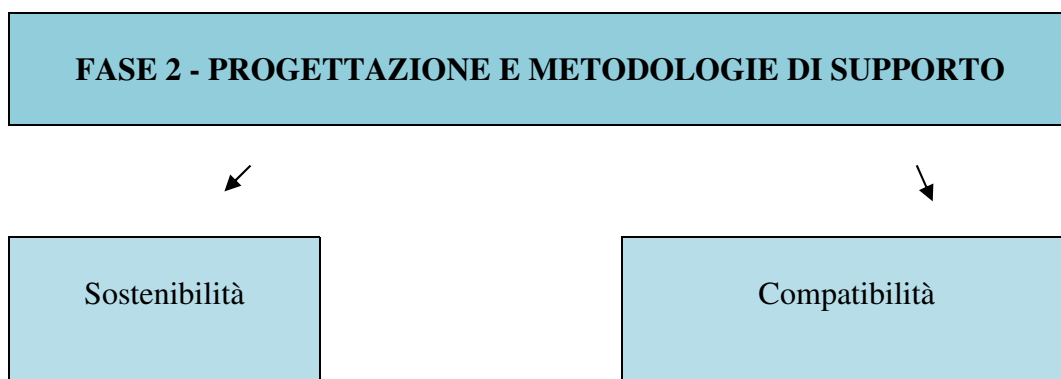 FASE 2 - PROGETTAZIONE E METODOLOGIE DI SUPPORTO
Sostenibilità
Compatibilità